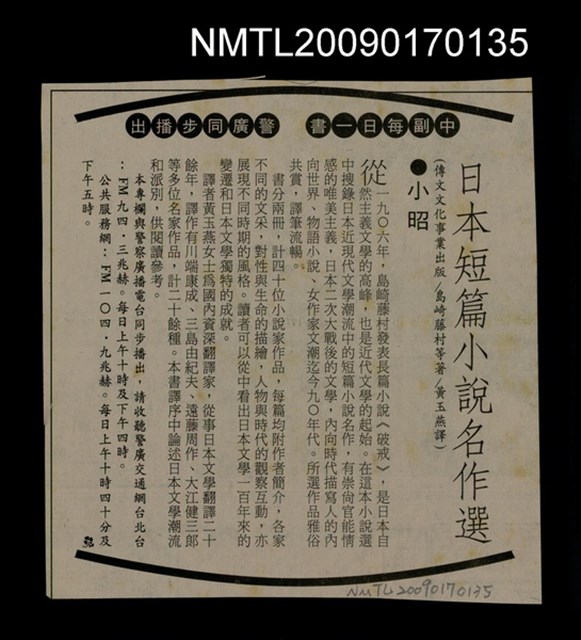 NMTL20090170135
中副每日一書　警廣同步播出
日本短篇小說名作選
(傳文文化事業出版/島崎藤村等著/黃玉燕譯)
●小昭
從一九〇六年，島崎藤村發表長篇小說《破戒》，是日本自
然主義文學的高峰，也是近代文學的起始。在這本小說選
中搜錄日本近現代文學潮流中的短篇小說名作，有崇尚官能情
感的唯美主義，日本二次大戰後的文學，內向時代描寫人的內
向世界、物語小說、女作家文潮迄今九〇年代。所選作品雅俗
共賞，譯筆流暢。
書分兩冊，計四十位小說家作品，每篇均附作者簡介，各家
不同的文采，對性與生命的描繪，人物與時代的觀察互動，亦
展現不同時期的風格。讀者可以從中看出日本文學一百年來的
變遷和日本文學獨特的成就。
譯者黃玉燕女士為國內資深翻譯家，從事日本文學翻譯二十
餘年，譯作有川端康成、三島由紀夫、遠藤周作、大江健三郎
等多位名家作品，計二十餘種。本書譯序中論述日本文學潮流
和派別，供閱讀參考。
本專欄與警察廣播電台同步播出，請收聽警廣交通網台北台
：FM九四．三兆赫。每日上午十時及下午四時。
公共服務網：FM一〇四．九兆赫。每日上午十時四十分及
下午五時。
NMTL20090170135